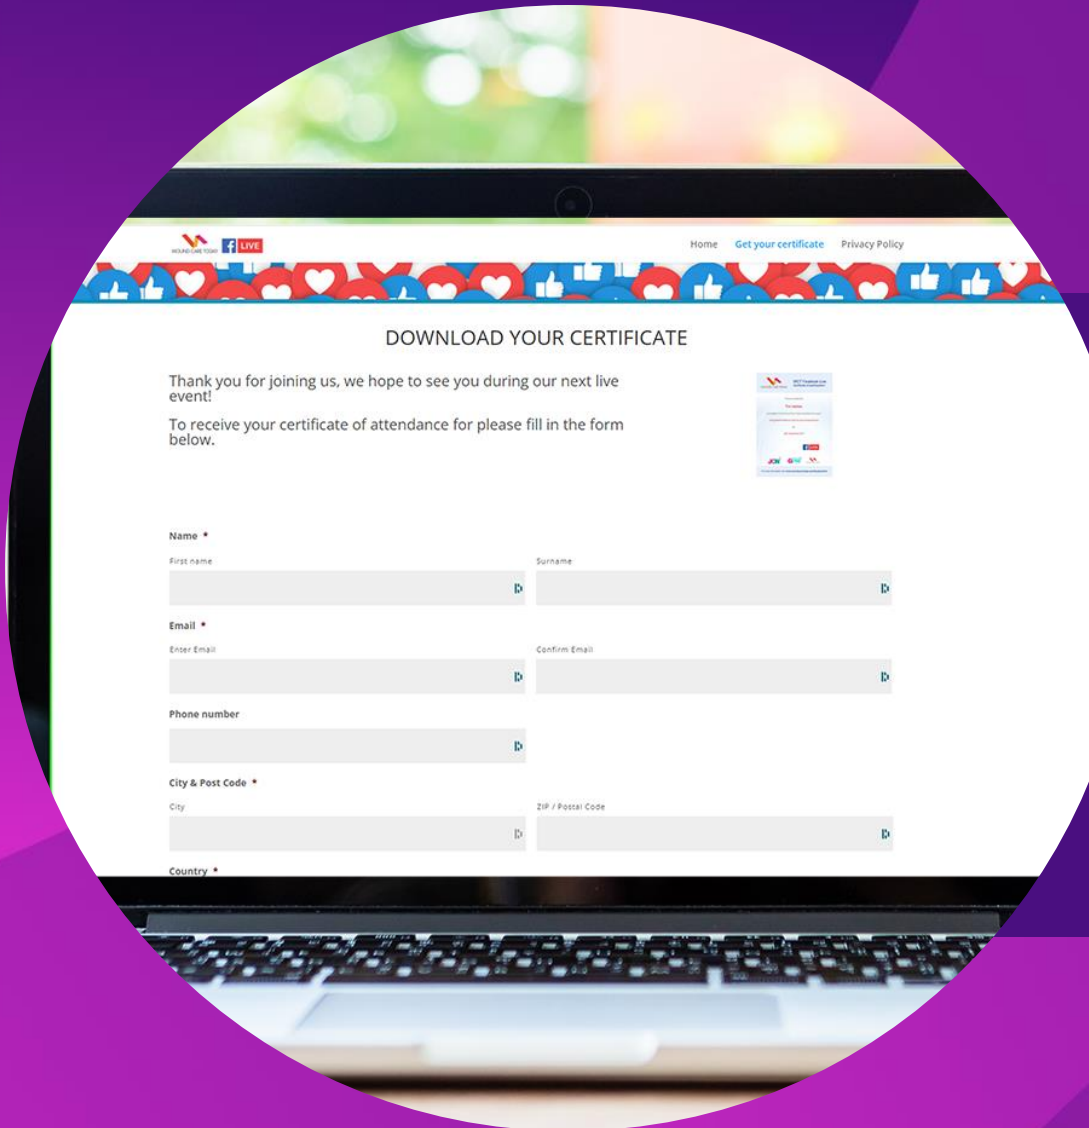 WOUND CARE TODAY
f LIVE
Home Get your certificate Privacy Policy
DOWNLOAD YOUR CERTIFICATE
Thank you for joining us, we hope to see you during our next live
event!
To receive your certificate of attendance for please fill in the form
below.
Name *
First name Surname
Email *
Enter Email Confirm Email
Phone number
City & Post Code *
City ZIP / Postal Code
Country *